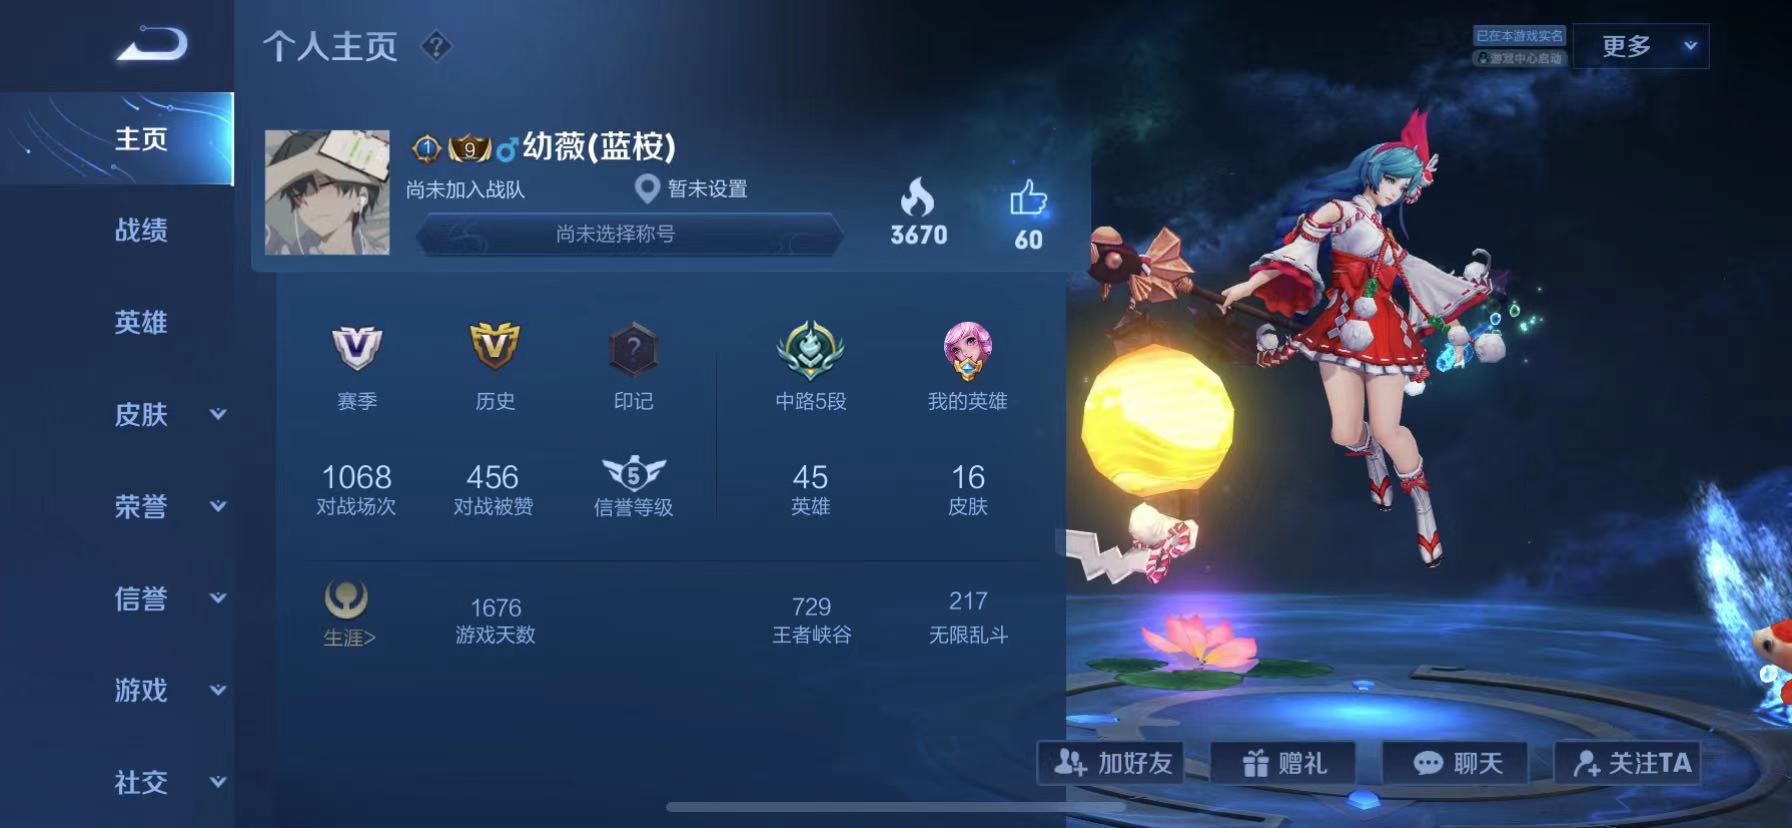 个人主页 ?
已在本游戏实名
游戏中心启动
更多
主页
战绩
英雄
皮肤
荣誉
信誉
游戏
社交
1 9 幼薇(蓝桉)
尚未加入战队 暂未设置
尚未选择称号
3670 60
V V ?
赛季 历史 印记 中路5段 我的英雄
1068 456 5 45 16
对战场次 对战被赞 信誉等级 英雄 皮肤
1676 729 217
生涯> 游戏天数 王者峡谷 无限乱斗
加好友 赠礼 聊天 关注TA